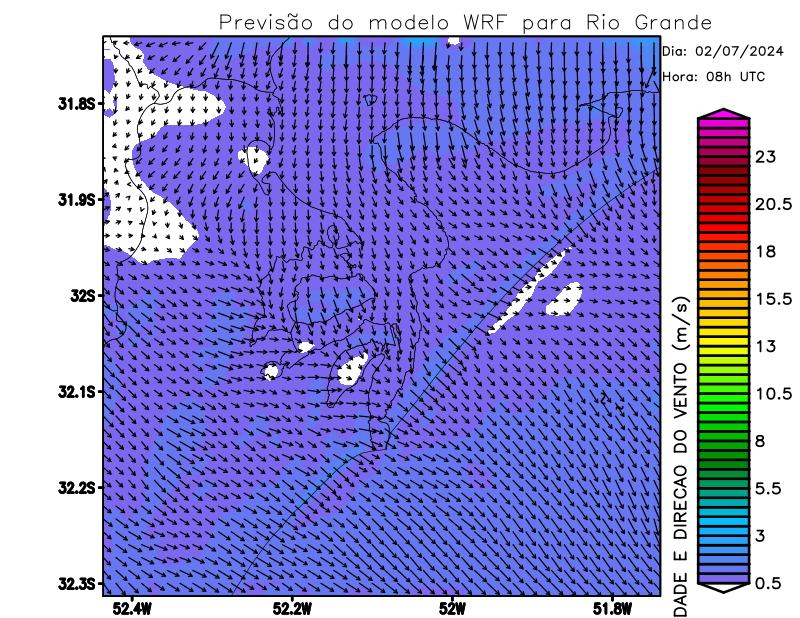 Previsão do modelo WRF para Rio Grande
Dia: 02/07/2024
Hora: 08h UTC
31.8S
31.9S
32S
32.1S
32.2S
32.3S
52.4W
52.2W
52W
51.8W
23
20.5
18
15.5
13
10.5
8
5.5
3
0.5
DADE E DIRECAO DO VENTO (m/s)